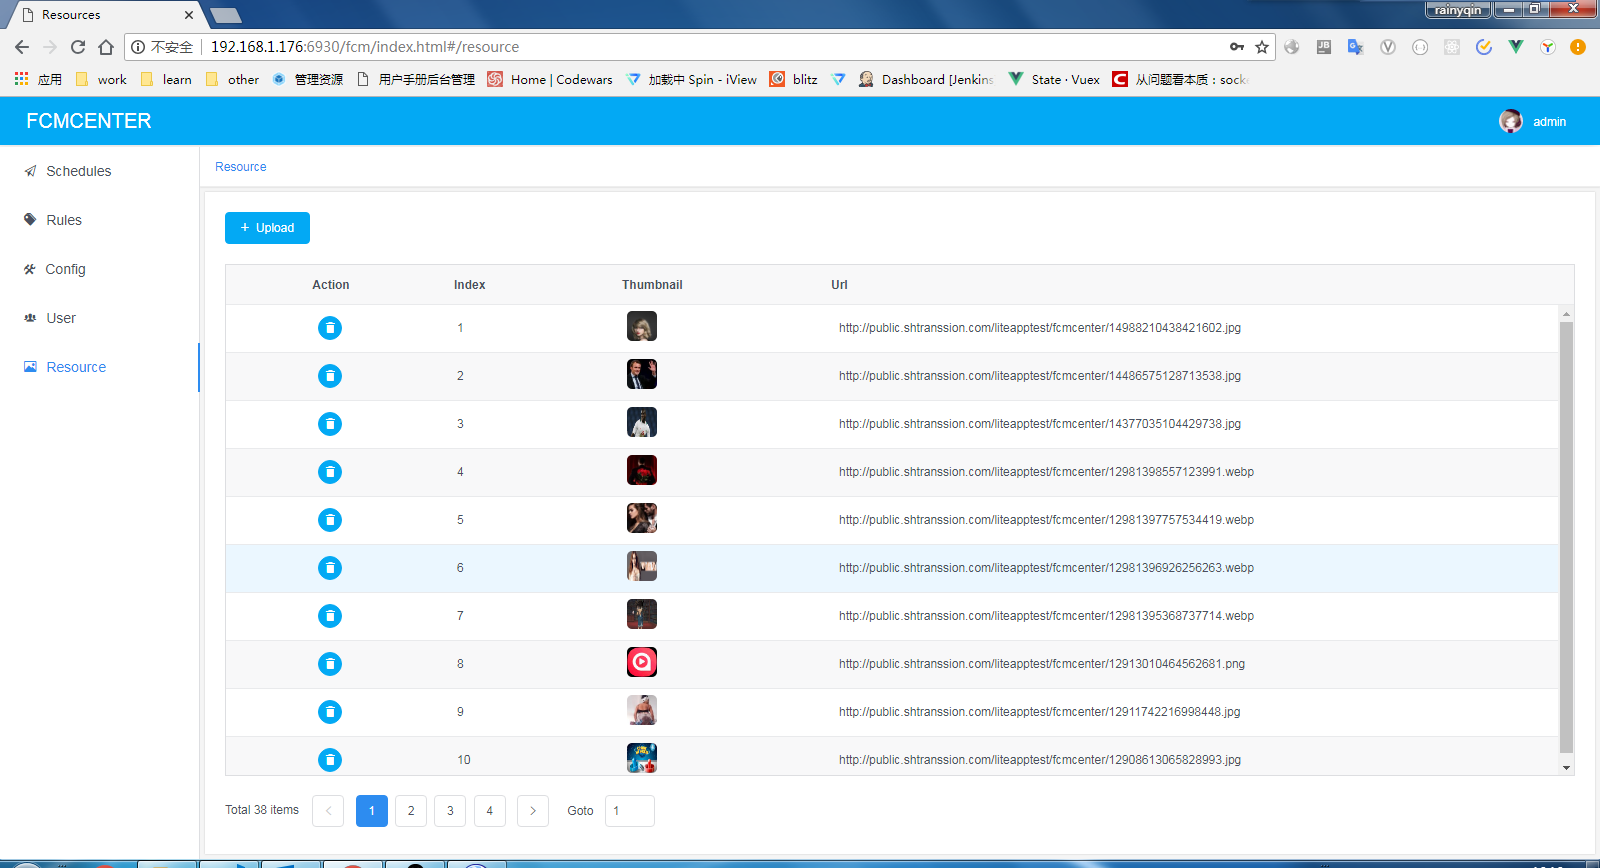 Resources
rainyqin
不安全 192.168.1.176:6930/fcm/index.html#/resource
应用 work learn other 管理资源 用户手册后台管理 Home | Codewars 加载中 Spin - iView blitz Dashboard [Jenkins State · Vuex 从问题看本质：socke
FCMCENTER admin
Schedules
Rules
Config
User
Resource
Resource
+ Upload
Action Index Thumbnail Url
1 http://public.shtranssion.com/liteapptest/fcmcenter/14988210438421602.jpg
2 http://public.shtranssion.com/liteapptest/fcmcenter/14486575128713538.jpg
3 http://public.shtranssion.com/liteapptest/fcmcenter/14377035104429738.jpg
4 http://public.shtranssion.com/liteapptest/fcmcenter/12981398557123991.webp
5 http://public.shtranssion.com/liteapptest/fcmcenter/12981397757534419.webp
6 http://public.shtranssion.com/liteapptest/fcmcenter/12981396926256263.webp
7 http://public.shtranssion.com/liteapptest/fcmcenter/12981395368737714.webp
8 http://public.shtranssion.com/liteapptest/fcmcenter/12913010464562681.png
9 http://public.shtranssion.com/liteapptest/fcmcenter/12911742216998448.jpg
10 http://public.shtranssion.com/liteapptest/fcmcenter/12908613065828993.jpg
Total 38 items < 1 2 3 4 > Goto 1